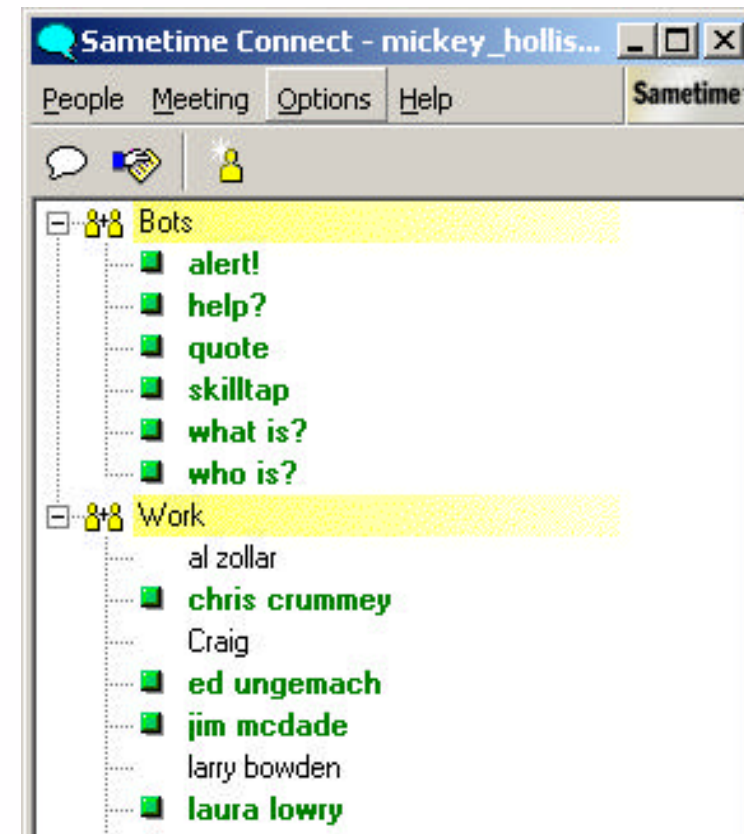 Sametime Connect - mickey_hollis...
People Meeting Options Help Sametime
Bots
alert!
help?
quote
skilltap
what is?
who is?
Work
al zollar
chris crummey
Craig
ed ungemach
jim mcdade
larry bowden
laura lowry